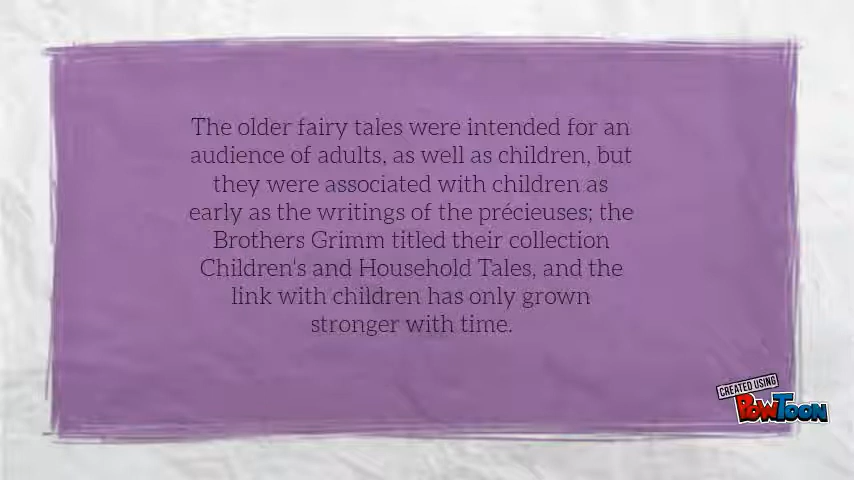 The older fairy tales were intended for an
audience of adults, as well as children, but
they were associated with children as
early as the writings of the précieuses; the
Brothers Grimm titled their collection
Children's and Household Tales, and the
link with children has only grown
stronger with time.
CREATED USING
POWTOON